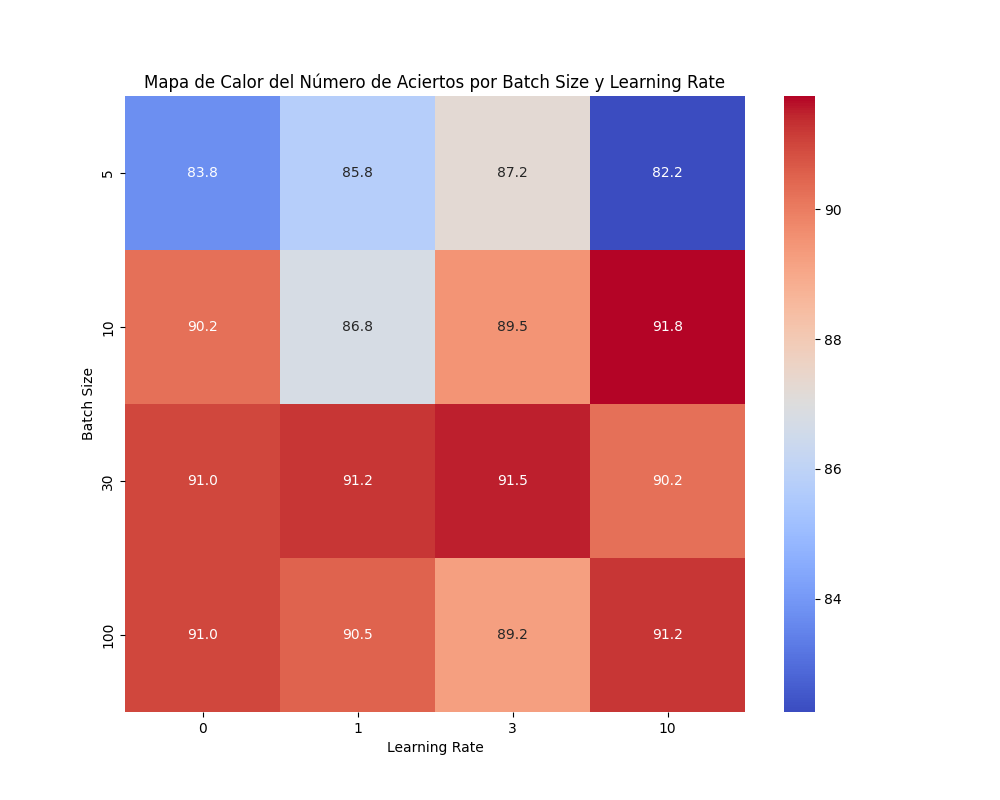 Mapa de Calor del Número de Aciertos por Batch Size y Learning Rate
5 83.8 85.8 87.2 82.2
10 90.2 86.8 89.5 91.8
30 91.0 91.2 91.5 90.2
100 91.0 90.5 89.2 91.2
0 1 3 10
Learning Rate
Batch Size
90
88
86
84